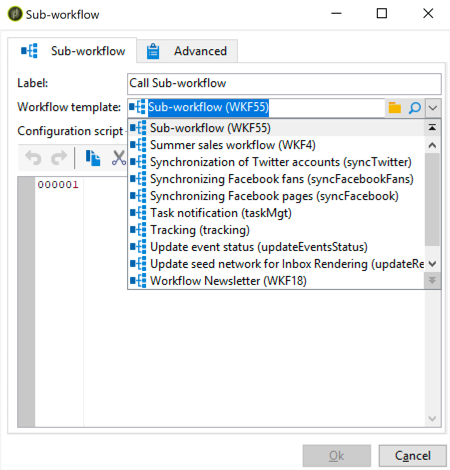 Sub-workflow
Sub-workflow
Advanced
Label:
Call Sub-workflow
Workflow template:
Sub-workflow (WKF55)
Configuration script
Sub-workflow (WKF55)
Summer sales workflow (WKF4)
Synchronization of Twitter accounts (syncTwitter)
Synchronizing Facebook fans (syncFacebookFans)
Synchronizing Facebook pages (syncFacebook)
Task notification (taskMgt)
Tracking (tracking)
Update event status (updateEventsStatus)
Update seed network for Inbox Rendering (updateRe
Workflow Newsletter (WKF18)
000001
Ok
Cancel